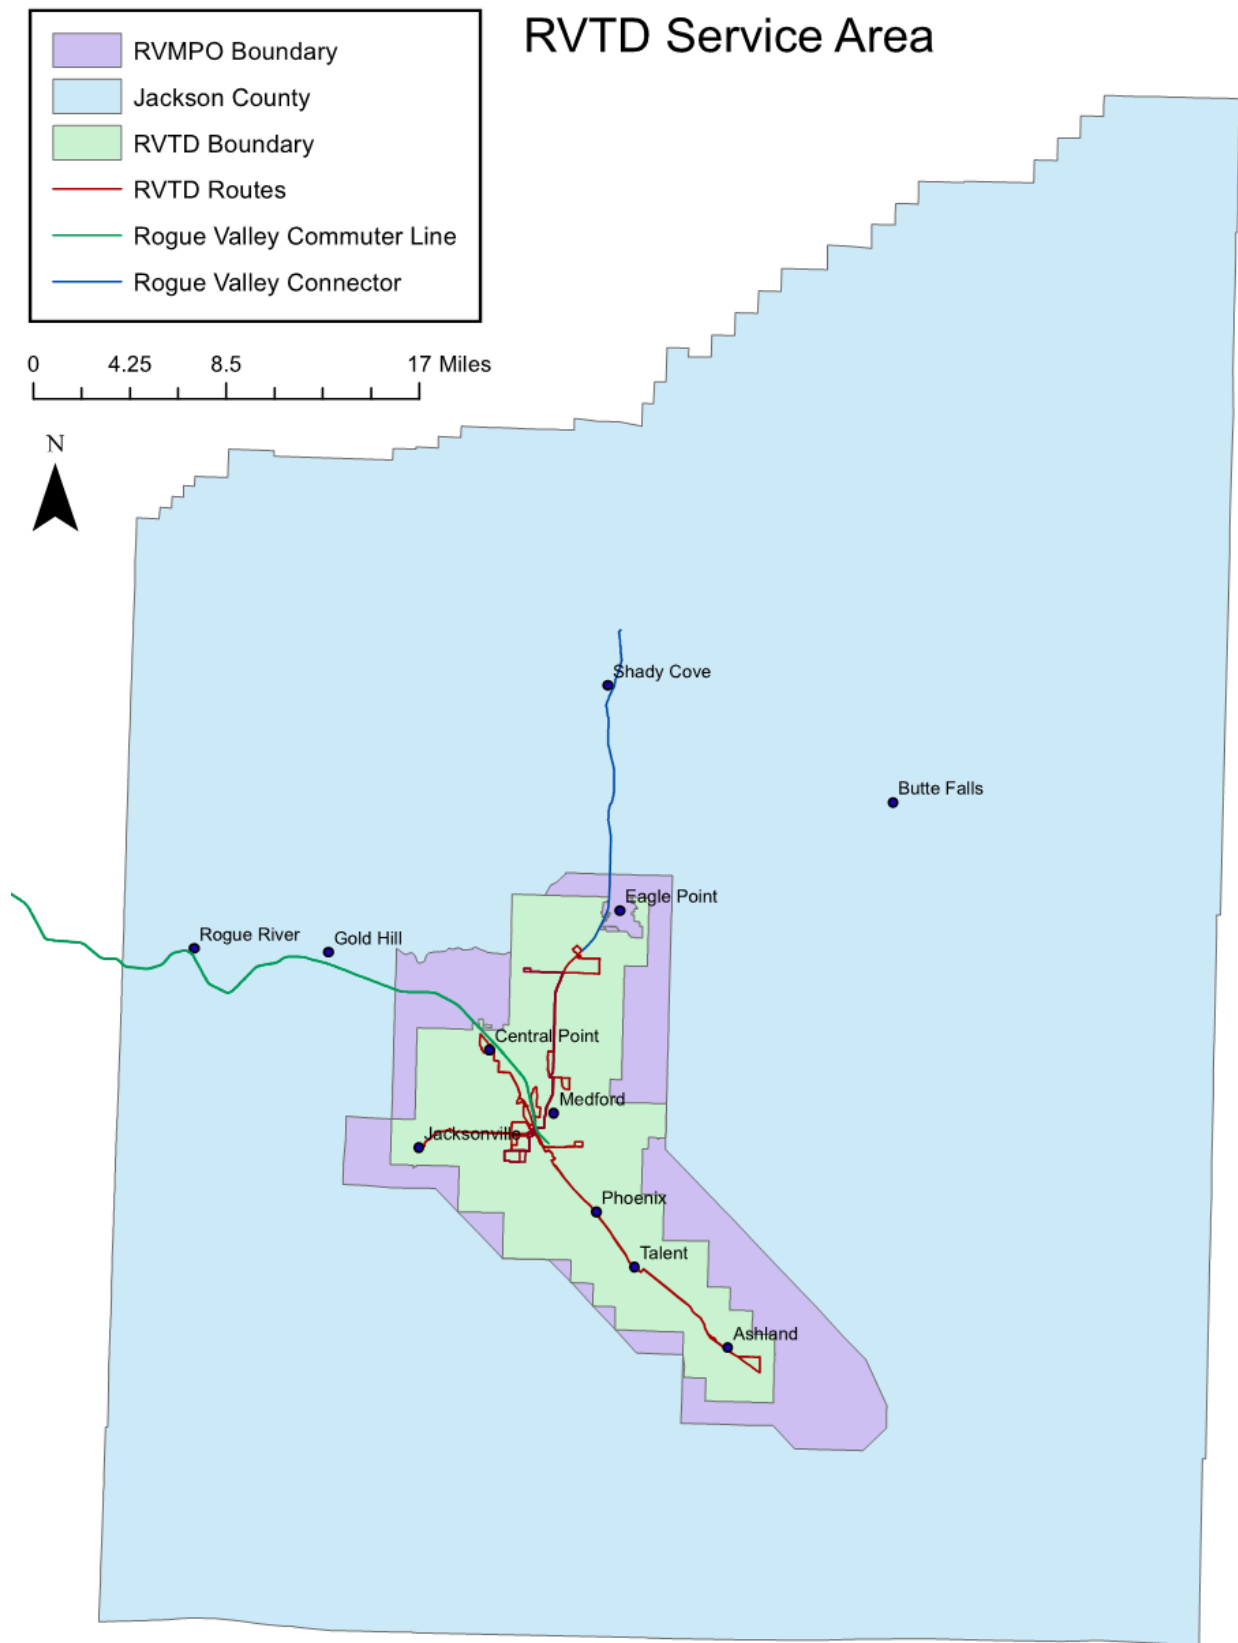 RVTD Service Area
RVMPO Boundary
Jackson County
RVTD Boundary
RVTD Routes
Rogue Valley Commuter Line
Rogue Valley Connector
0 4.25 8.5 17 Miles
N
Shady Cove
Butte Falls
Eagle Point
Rogue River
Gold Hill
Central Point
Medford
Jacksonville
Phoenix
Talent
Ashland